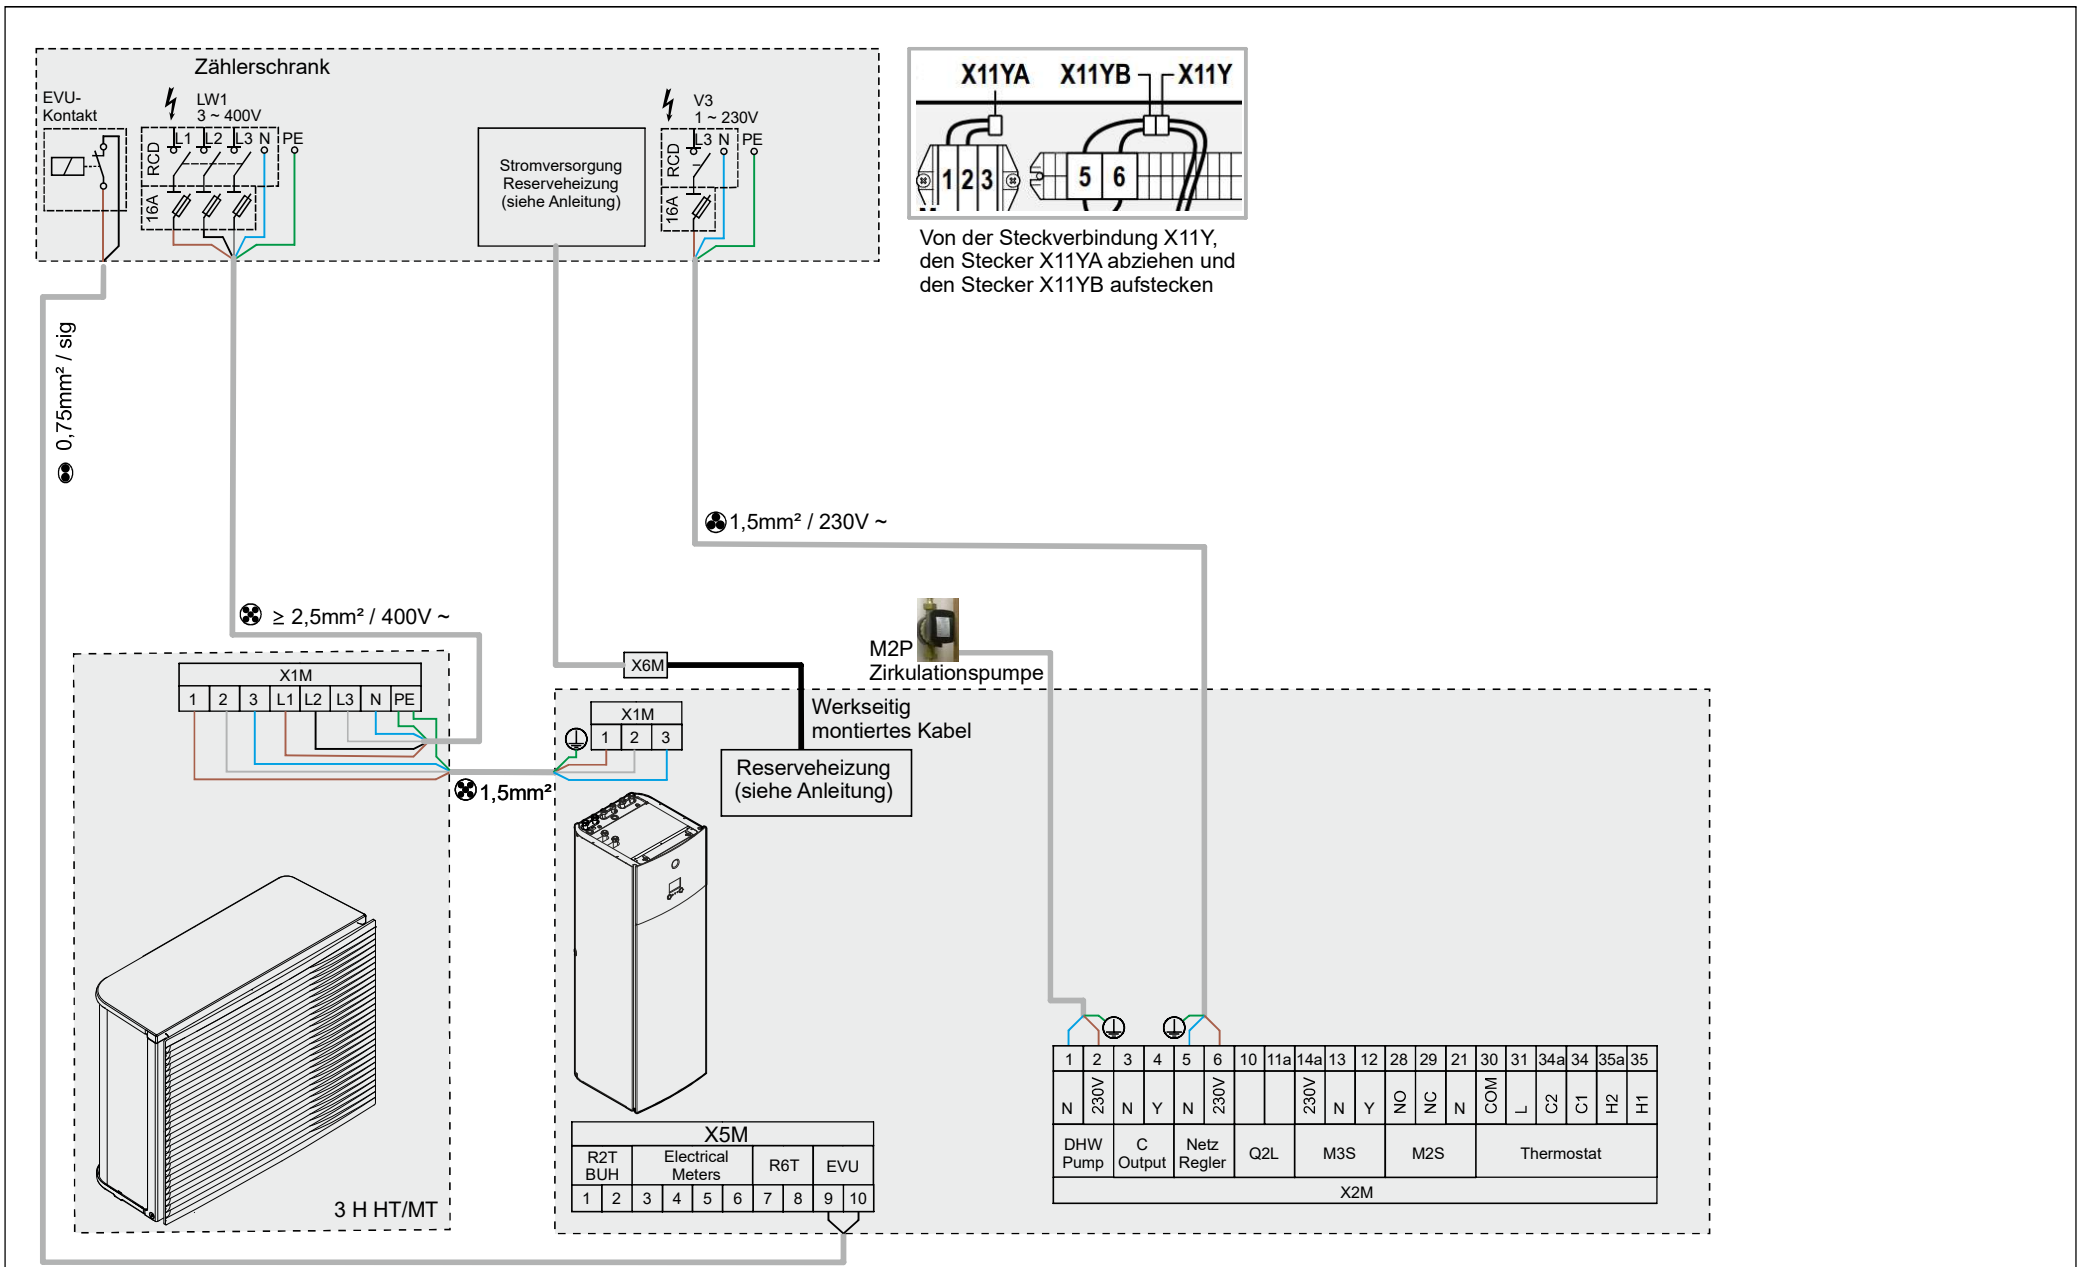 Zählerschrank
EVU-
Kontakt
LW1
3 ~ 400V
RCD
L1
L2
L3
N
PE
16A
Stromversorgung
Reserveheizung
(siehe Anleitung)
V3
1 ~ 230V
RCD
L3
N
PE
16A
X11YA
X11YB
X11Y
1
2
3
5
6
Von der Steckverbindung X11Y,
den Stecker X11YA abziehen und
den Stecker X11YB aufstecken
0,75mm² / sig
1,5mm² / 230V ~
≥ 2,5mm² / 400V ~
M2P
Zirkulationspumpe
X6M
Werkseitig
montiertes Kabel
X1M
1 2 3 L1 L2 L3 N PE
X1M
1 2 3
1,5mm²
Reserveheizung
(siehe Anleitung)
3 H HT/MT
X5M
R2T
BUH
Electrical
Meters
R6T
EVU
1 2 3 4 5 6 7 8 9 10
1 2 3 4 5 6 10 11a 14a 13 12 28 29 21 30 31 34a 34 35a 35
N 230V N Y N 230V 230V N Y NO NC N COM L C2 C1 H2 H1
DHW
Pump
C
Output
Netz
Regler
Q2L
M3S
M2S
Thermostat
X2M